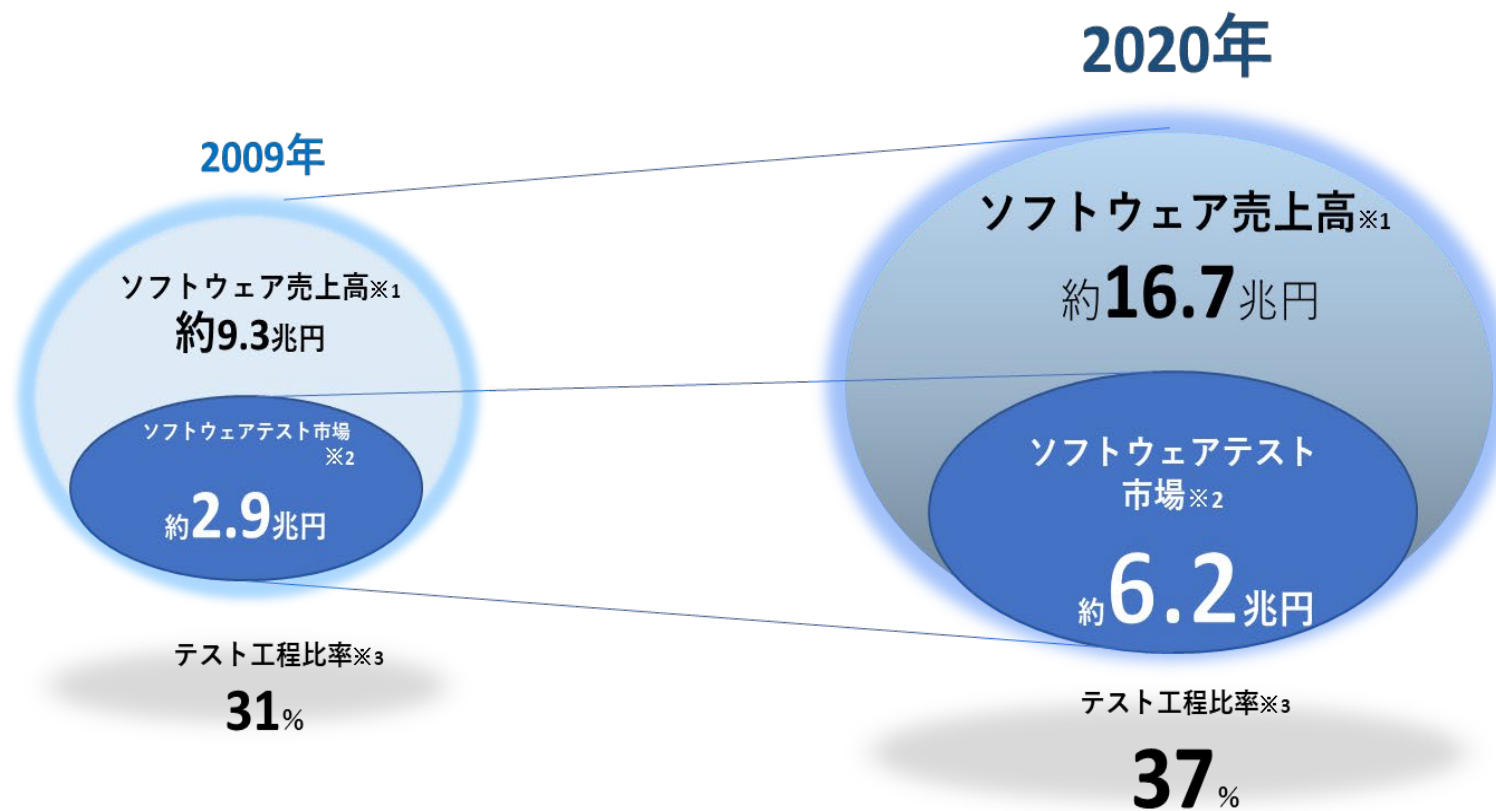 2009年
ソフトウェア売上高※1
約9.3兆円
ソフトウェアテスト市場
※2
約2.9兆円
テスト工程比率※3
31%
2020年
ソフトウェア売上高※1
約16.7兆円
ソフトウェアテスト
市場※2
約6.2兆円
テスト工程比率※3
37%